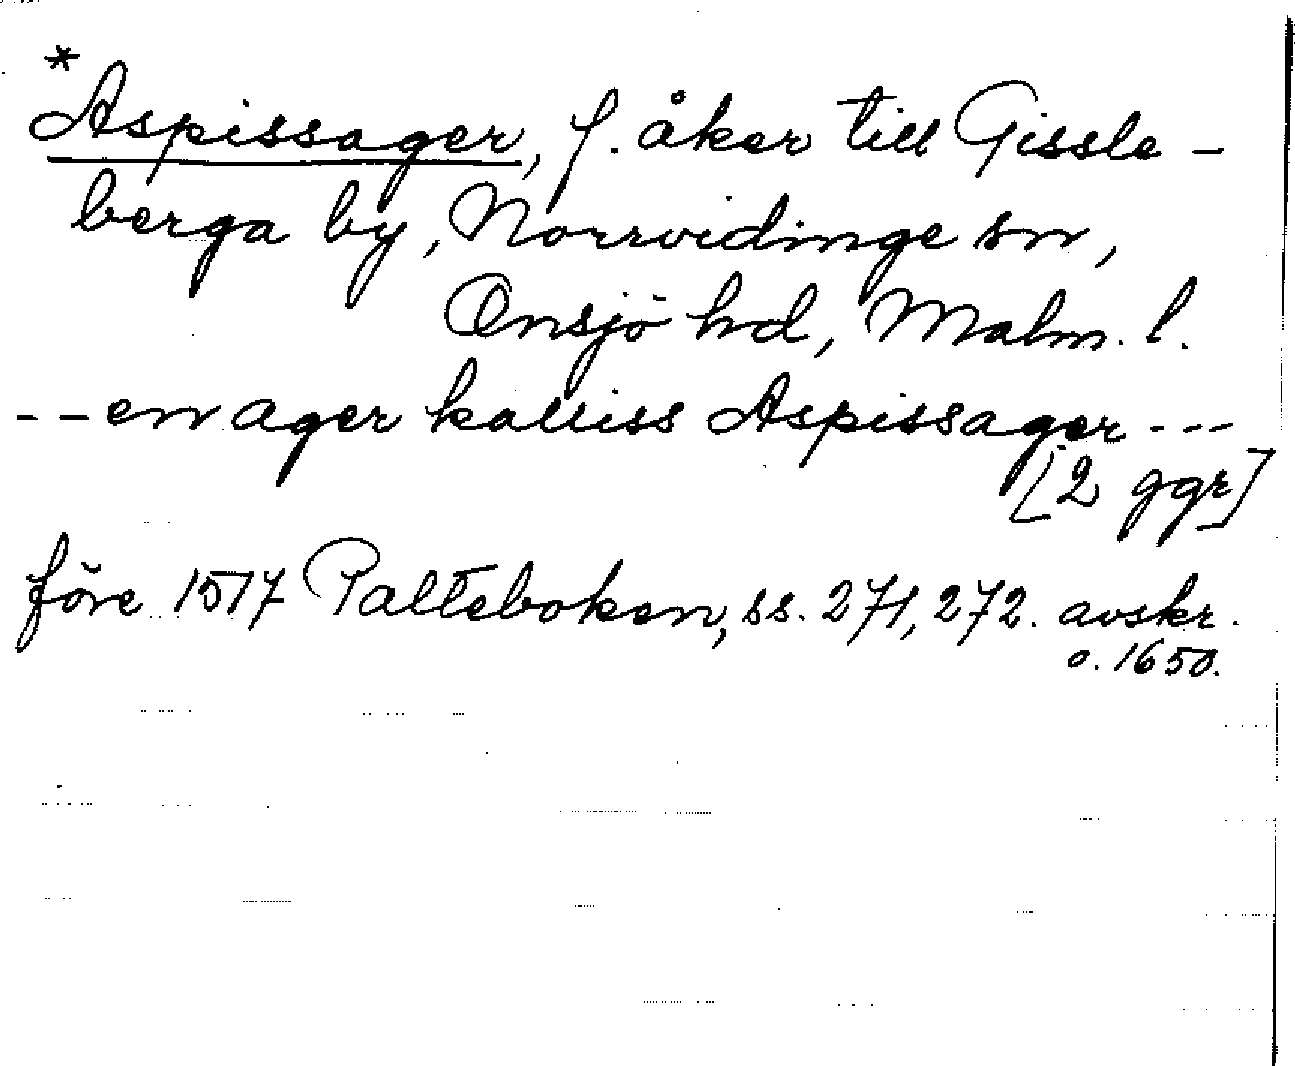 *
Aspissager, f. åker till Gissle-
berga by, Norrvidinge sn,
Onsjö hd, Malm. l.
-- en ager kalliss Aspissager ---
[2 ggr]
före 1517 Palteboken, ss. 271, 272. avskr.
o. 1650.